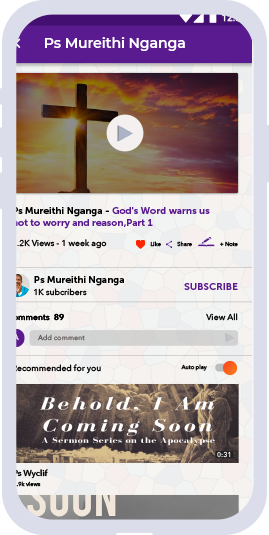 12:
Ps Mureithi Nganga
Ps Mureithi Nganga - God's Word warns us
not to worry and reason,Part 1
.2K Views - 1 week ago
Like
Share
+ Note
Ps Mureithi Nganga
1K subcribers
SUBSCRIBE
omments 89
View All
Add comment
Recommended for you
Auto play
Behold, I Am
Coming Soon
A Sermon Series on the Apocalypse
0:31
Ps Wyclif
.9k views
SOON